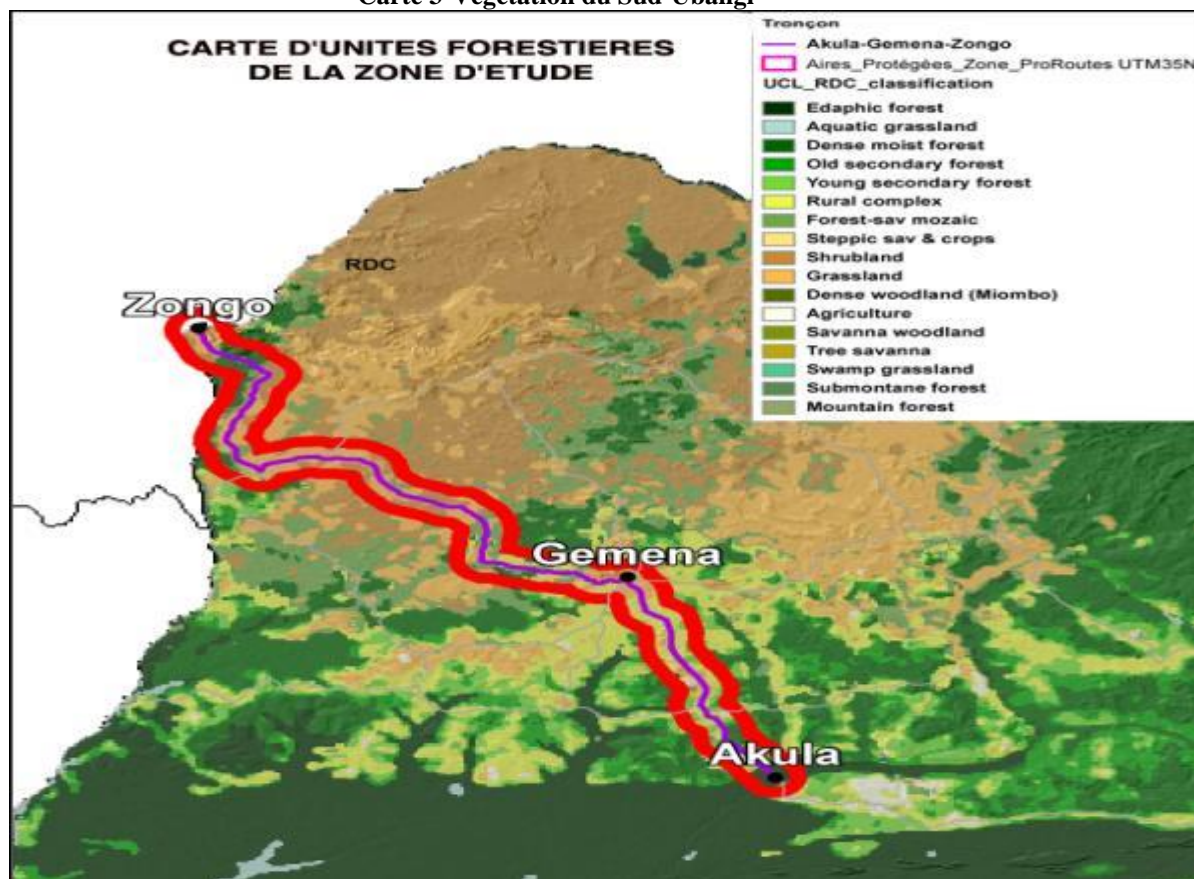 Carte 3 Végétation du Sud-Ubangi
CARTE D'UNITES FORESTIERES
DE LA ZONE D'ETUDE
Tronçon
Akula-Gemena-Zongo
Aires_Protégées_Zone_ProRoutes UTM35N
UCL_RDC_classification
Edaphic forest
Aquatic grassland
Dense moist forest
Old secondary forest
Young secondary forest
Rural complex
Forest-sav mozaic
Steppic sav & crops
Shrubland
Grassland
Dense woodland (Miombo)
Agriculture
Savanna woodland
Tree savanna
Swamp grassland
Submontane forest
Mountain forest
RDC
Zongo
Gemena
Akula